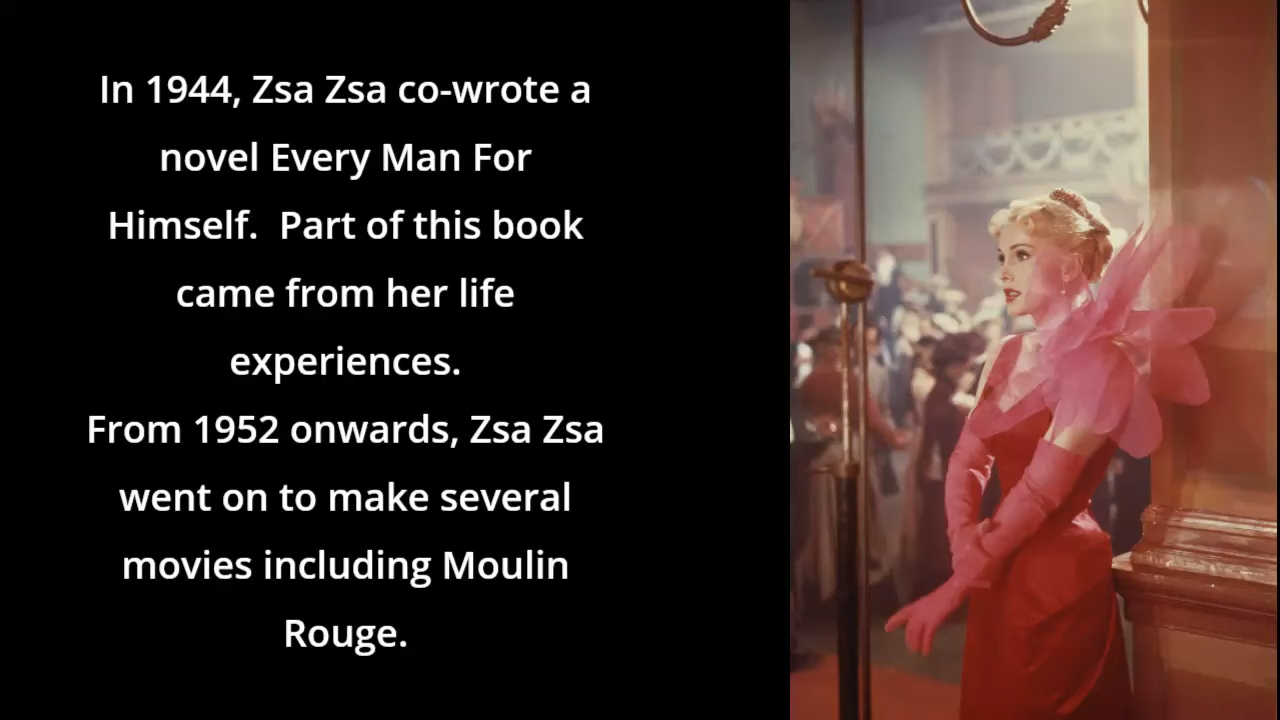 In 1944, Zsa Zsa co-wrote a
novel Every Man For
Himself.  Part of this book
came from her life
experiences.
From 1952 onwards, Zsa Zsa
went on to make several
movies including Moulin
Rouge.